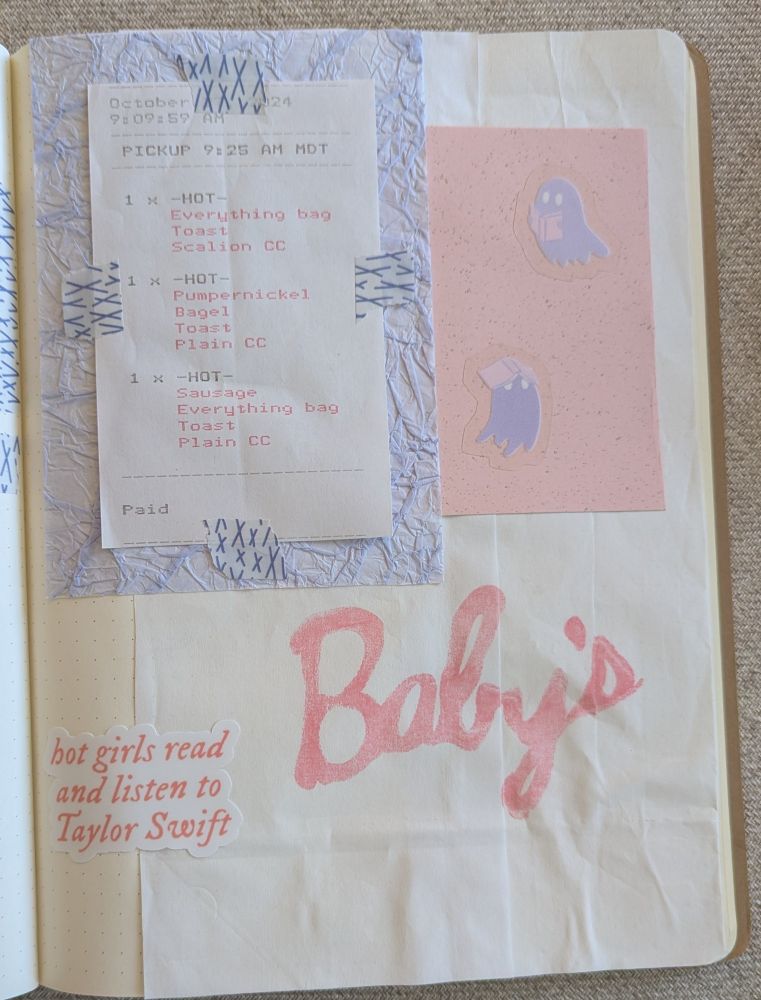 October 24
9:09:59 AM
PICKUP 9:25 AM MDT
1 x -HOT-
Everything bag
Toast
Scalion CC
1 x -HOT-
Pumpernickel
Bagel
Toast
Plain CC
1 x -HOT-
Sausage
Everything bag
Toast
Plain CC
Paid
Baby's
hot girls read
and listen to
Taylor Swift